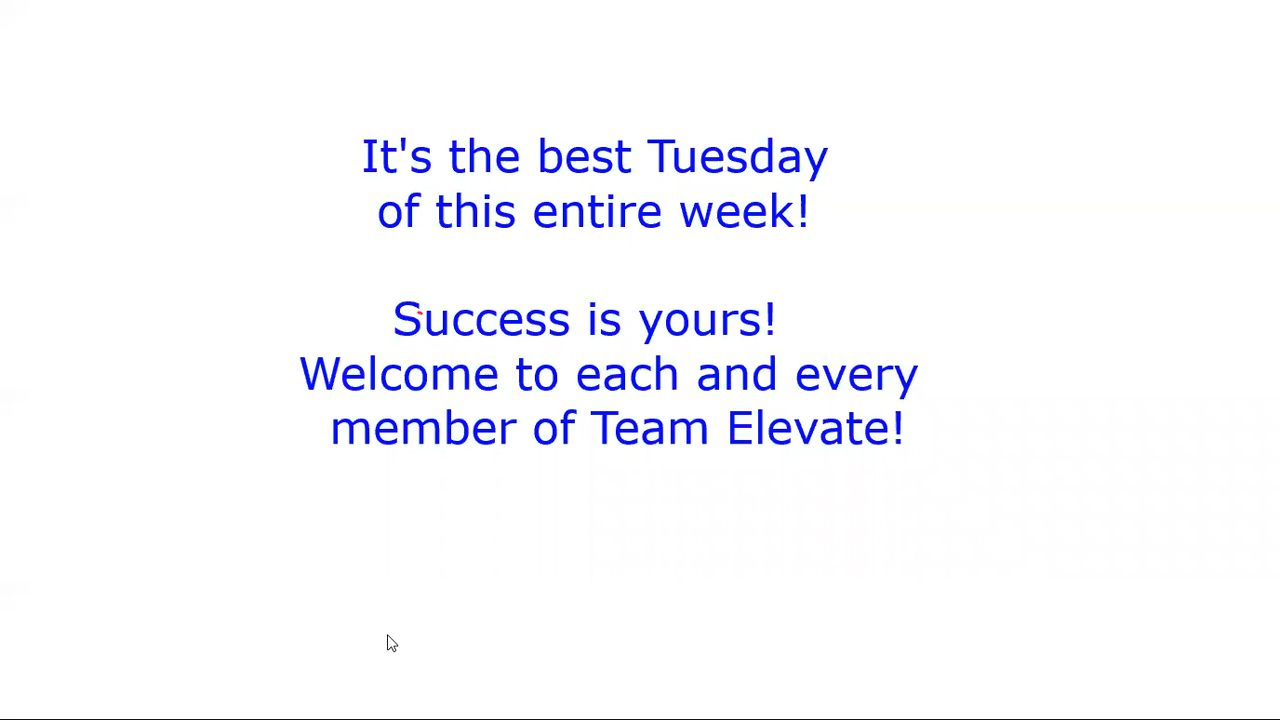 It's the best Tuesday
of this entire week!
Success is yours!
Welcome to each and every
member of Team Elevate!